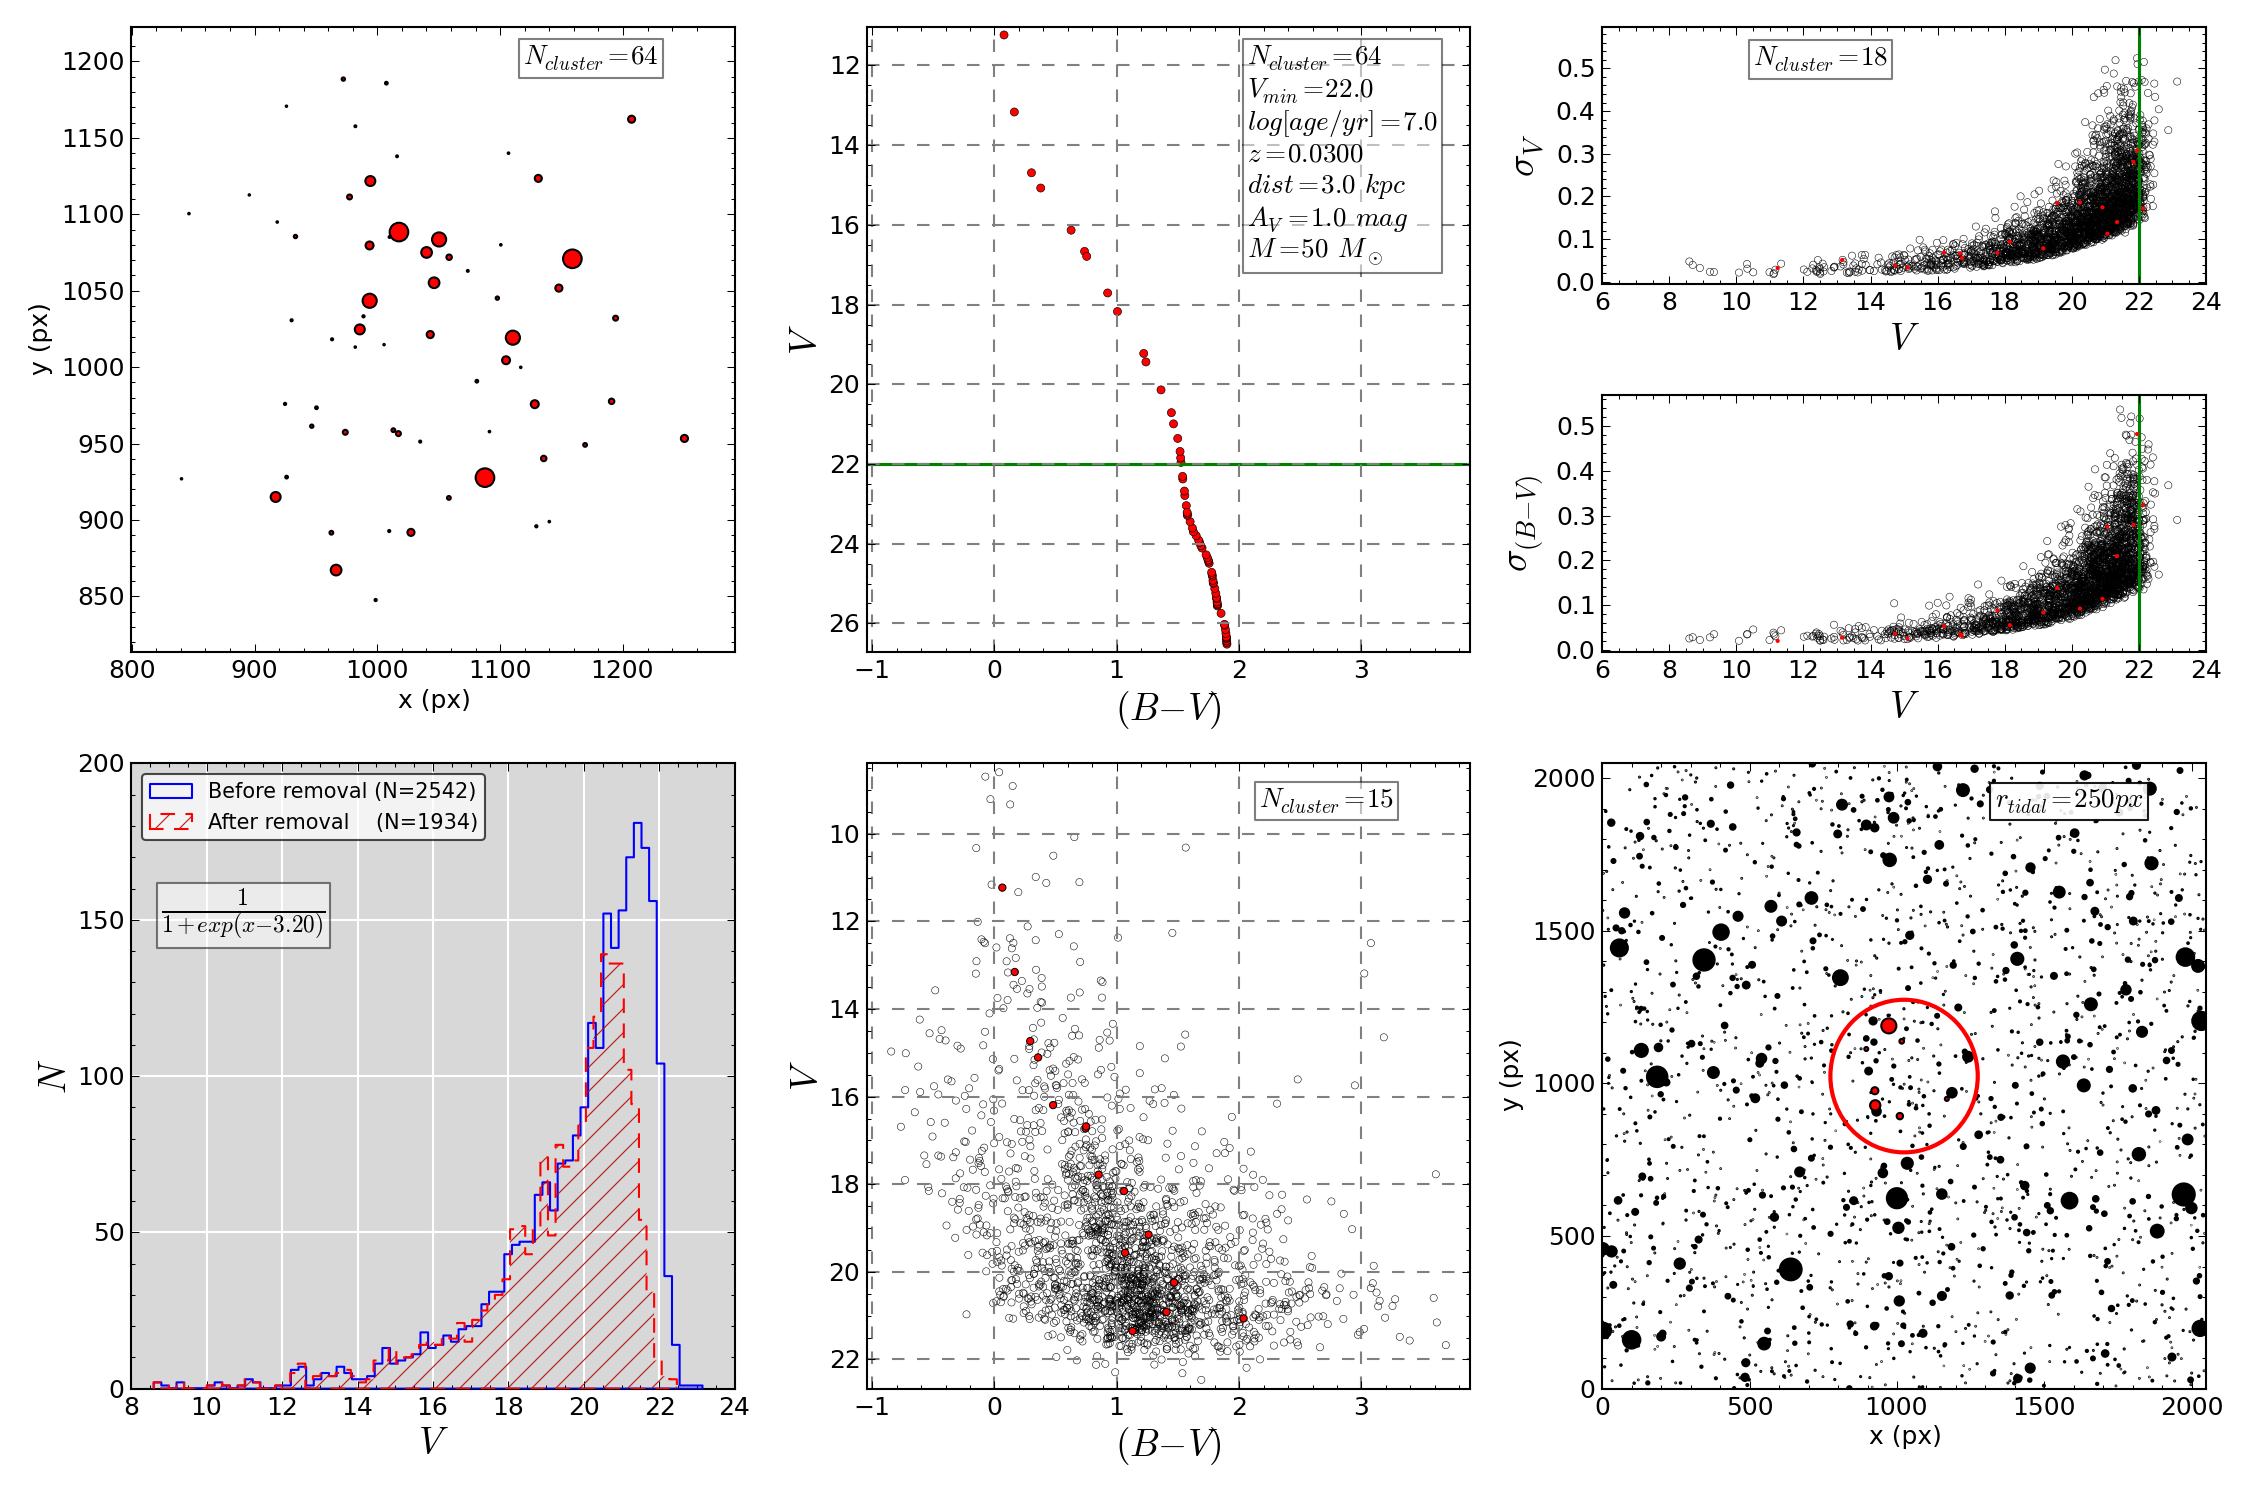 N_cluster=64
1200
1150
1100
1050
1000
950
900
850
800 900 1000 1100 1200
x (px)
y (px)
N_cluster=64
V_min=22.0
log[age/yr]=7.0
z=0.0300
dist=3.0 kpc
A_V=1.0 mag
M=50 M_⊙
12
14
16
18
20
22
24
26
−1 0 1 2 3
(B−V)
V
N_cluster=18
0.5
0.4
0.3
0.2
0.1
0.0
6 8 10 12 14 16 18 20 22 24
V
σ_V
0.5
0.4
0.3
0.2
0.1
0.0
6 8 10 12 14 16 18 20 22 24
V
σ_(B−V)
Before removal (N=2542)
After removal (N=1934)
1
1+exp(x−3.20)
200
150
100
50
0
8 10 12 14 16 18 20 22 24
V
N
N_cluster=15
10
12
14
16
18
20
22
−1 0 1 2 3
(B−V)
V
r_tidal=250px
2000
1500
1000
500
0
0 500 1000 1500 2000
x (px)
y (px)